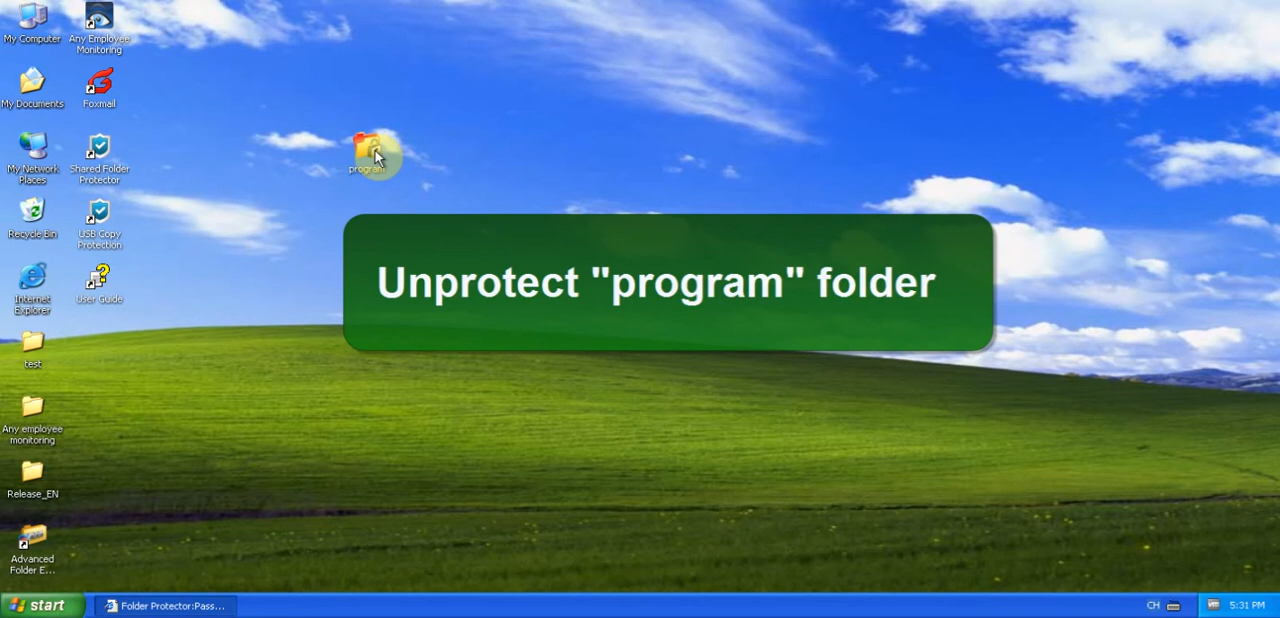 My Computer
Any Employee
Monitoring
My Documents
Foxmail
My Network
Places
Shared Folder
Protector
Recycle Bin
USB Copy
Protection
Internet
Explorer
User Guide
test
Any employee
monitoring
Release_EN
Advanced
Folder E...
program
Unprotect "program" folder
start
Folder Protector:Pass...
CH
5:31 PM